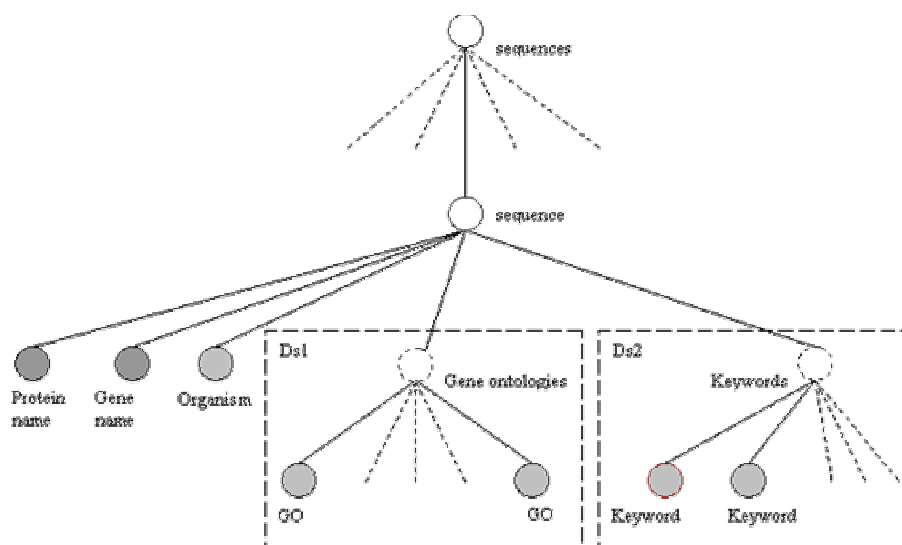 sequences
sequence
Ds1
Ds2
Gene ontologies
Keywords
Protein
name
Gene
name
Organism
GO
GO
Keyword
Keyword